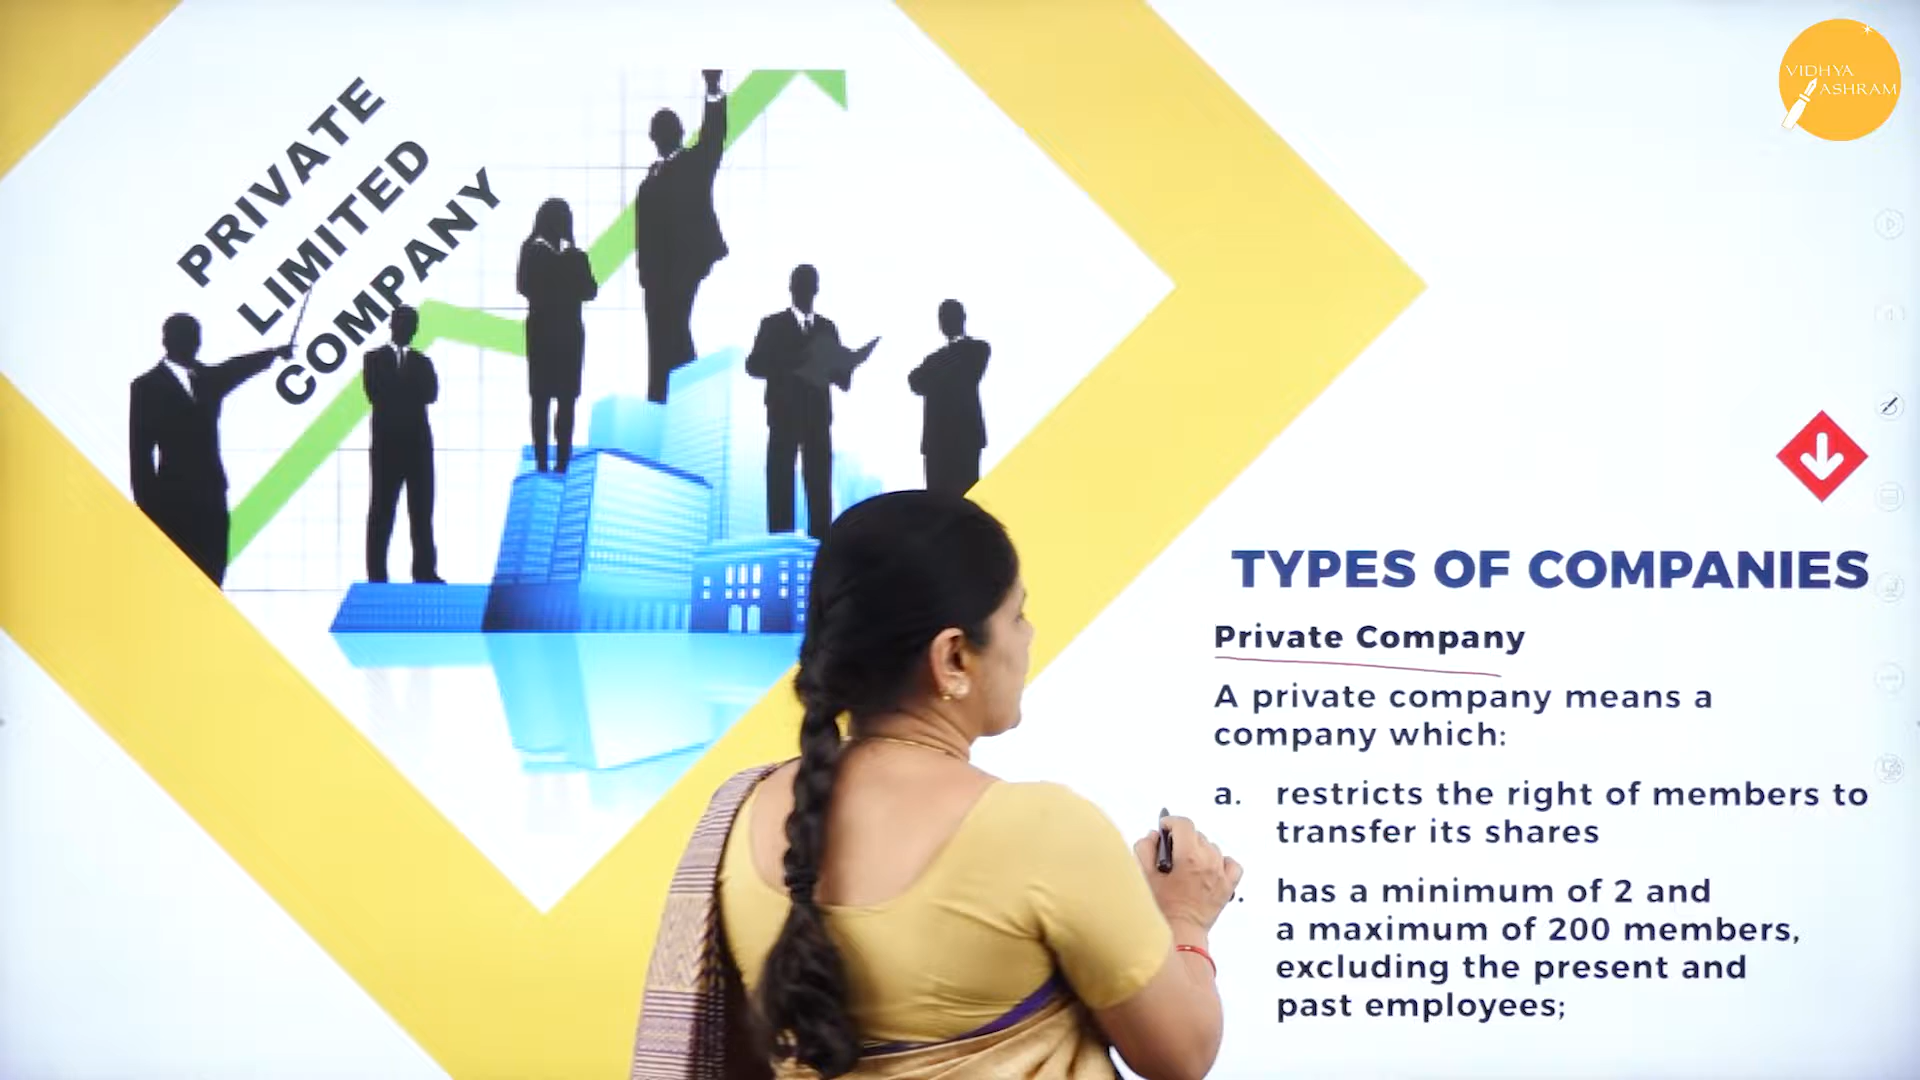 PRIVATE
LIMITED
COMPANY
VIDHYA
ASHRAM
TYPES OF COMPANIES
Private Company
A private company means a
company which:
a. restricts the right of members to
transfer its shares
has a minimum of 2 and
a maximum of 200 members,
excluding the present and
past employees;